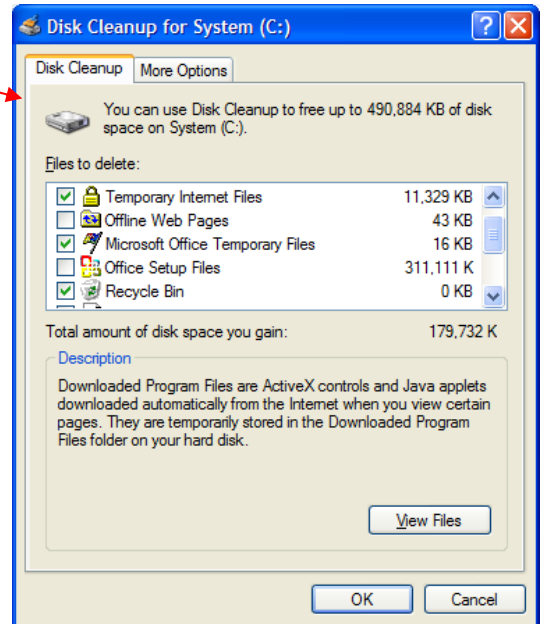 Disk Cleanup for System (C:)
Disk Cleanup
More Options
You can use Disk Cleanup to free up to 490,884 KB of disk
space on System (C:).
Files to delete:
Temporary Internet Files 11,329 KB
Offline Web Pages 43 KB
Microsoft Office Temporary Files 16 KB
Office Setup Files 311,111 K
Recycle Bin 0 KB
Total amount of disk space you gain: 179,732 K
Description
Downloaded Program Files are ActiveX controls and Java applets
downloaded automatically from the Internet when you view certain
pages. They are temporarily stored in the Downloaded Program
Files folder on your hard disk.
View Files
OK Cancel